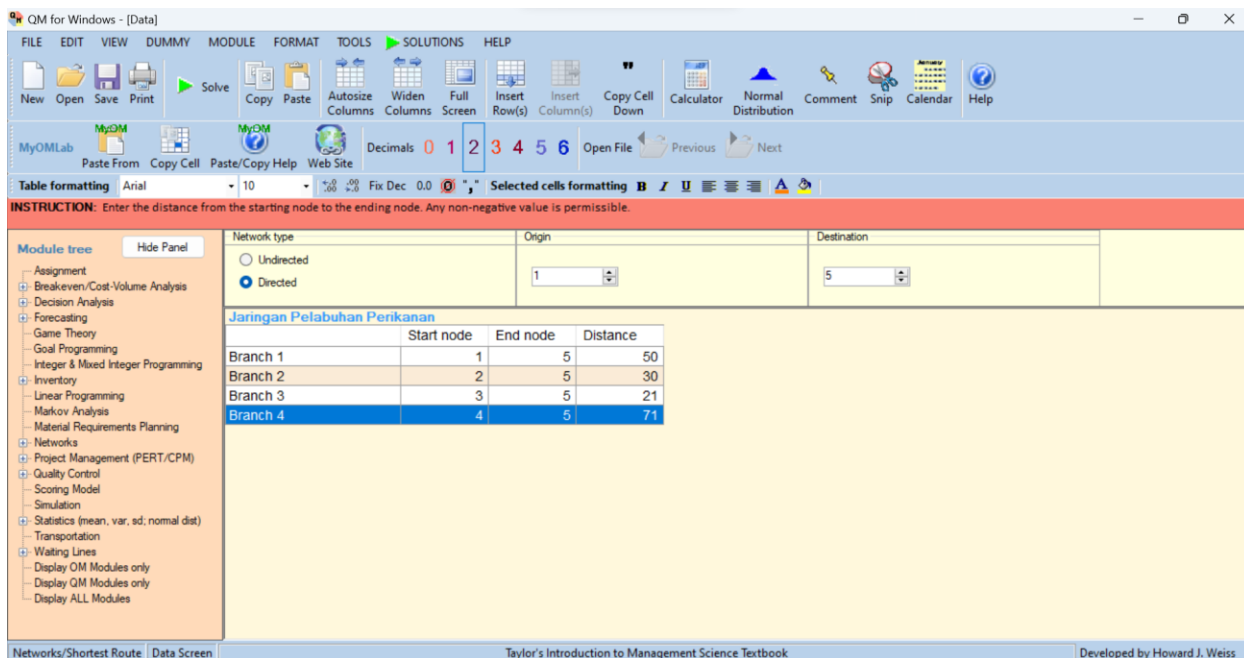 QM for Windows - [Data]
FILE EDIT VIEW DUMMY MODULE FORMAT TOOLS SOLUTIONS HELP
New Open Save Print Solve Copy Paste Autosize Columns Widen Columns Full Screen Insert Row(s) Insert Column(s) Copy Cell Down Calculator Normal Distribution Comment Snip Calendar Help
MyOMLab Paste From Copy Cell Paste/Copy Help Web Site Decimals 0 1 2 3 4 5 6 Open File Previous Next
Table formatting Arial 10 Fix Dec 0.0 0 "," Selected cells formatting B I U A
INSTRUCTION: Enter the distance from the starting node to the ending node. Any non-negative value is permissible.
Module tree Hide Panel
Assignment
Breakeven/Cost-Volume Analysis
Decision Analysis
Forecasting
Game Theory
Goal Programming
Integer & Mixed Integer Programming
Inventory
Linear Programming
Markov Analysis
Material Requirements Planning
Networks
Project Management (PERT/CPM)
Quality Control
Scoring Model
Simulation
Statistics (mean, var, sd; normal dist)
Transportation
Waiting Lines
Display OM Modules only
Display QM Modules only
Display ALL Modules
Network type
Undirected
Directed
Origin
1
Destination
5
Jaringan Pelabuhan Perikanan
Start node End node Distance
Branch 1 1 5 50
Branch 2 2 5 30
Branch 3 3 5 21
Branch 4 4 5 71
Networks/Shortest Route Data Screen Taylor's Introduction to Management Science Textbook Developed by Howard J. Weiss